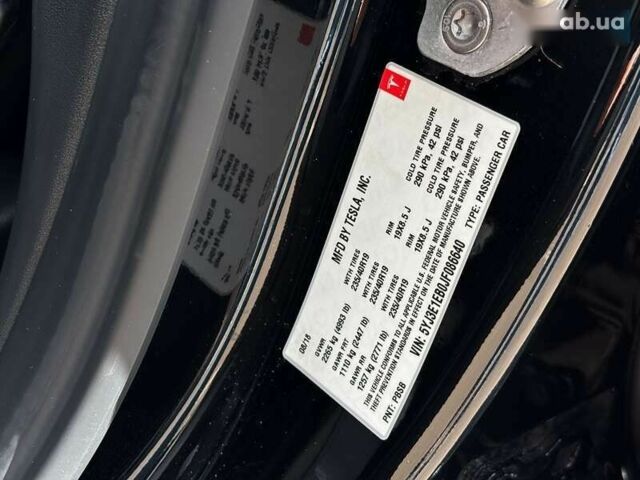 ab.ua
TESLA
MFD BY TESLA, INC.
08/18
GVWR
2265 kg (4993 lb)
GAWR FRT WITH TIRES RIM COLD TIRE PRESSURE
1110 kg (2447 lb) 235/40R19 19X8.5 J 290 kPa, 42 psi
GAWR RR WITH TIRES RIM COLD TIRE PRESSURE
1257 kg (2771 lb) 235/40R19 19X8.5 J 290 kPa, 42 psi
THIS VEHICLE CONFORMS TO ALL APPLICABLE U.S. FEDERAL MOTOR VEHICLE SAFETY, BUMPER, AND
THEFT PREVENTION STANDARDS IN EFFECT ON THE DATE OF MANUFACTURE SHOWN ABOVE.
PNT: PBSB VIN: 5YJ3E1EB0JF086640 TYPE: PASSENGER CAR